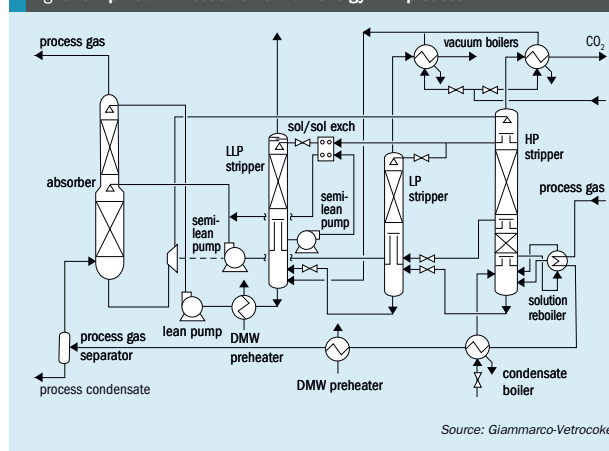 process gas
vacuum boilers
CO2
LLP
stripper
sol/sol exch
HP
stripper
absorber
LP
stripper
process gas
semi-
lean
pump
semi-
lean
pump
solution
reboiler
lean pump
DMW
preheater
process gas
separator
DMW preheater
condensate
boiler
process condensate
Source: Giammarco-Vetrocoke